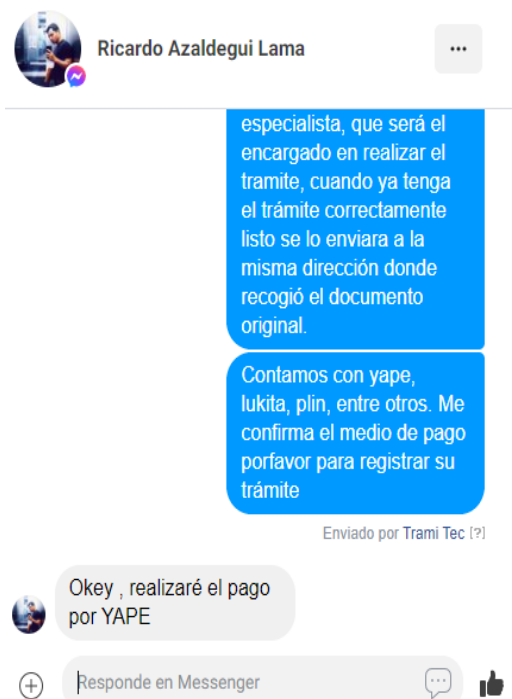 Ricardo Azaldegui Lama
especialista, que será el
encargado en realizar el
tramite, cuando ya tenga
el trámite correctamente
listo se lo enviara a la
misma dirección donde
recogió el documento
original.
Contamos con yape,
lukita, plin, entre otros. Me
confirma el medio de pago
porfavor para registrar su
trámite
Enviado por Trami Tec [?]
Okey , realizaré el pago
por YAPE
Responde en Messenger